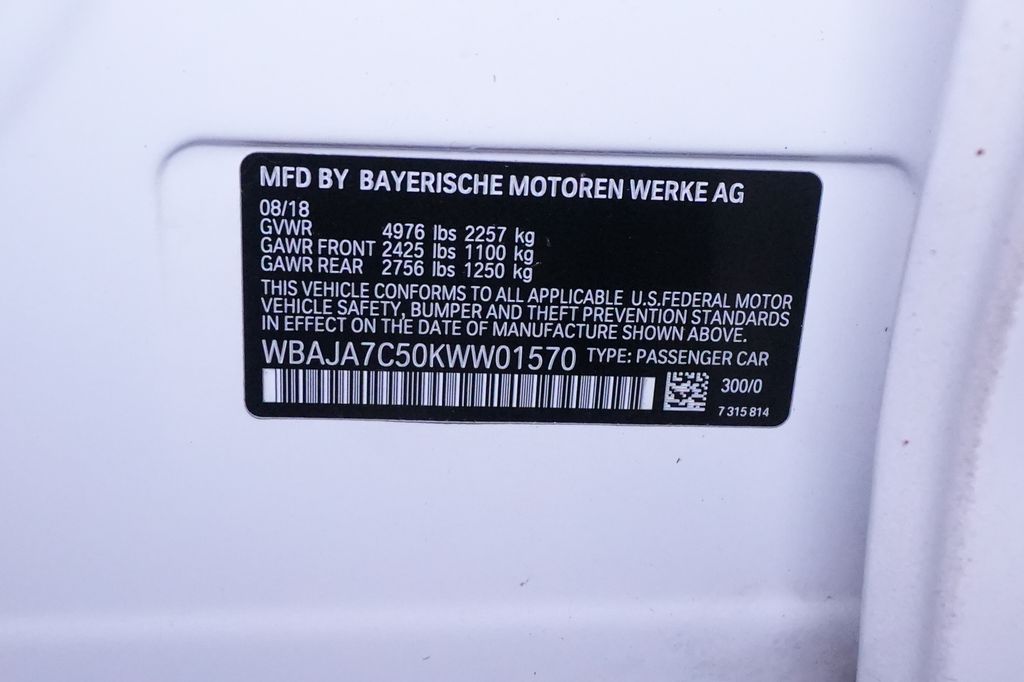 MFD BY BAYERISCHE MOTOREN WERKE AG
08/18
GVWR 4976 lbs 2257 kg
GAWR FRONT 2425 lbs 1100 kg
GAWR REAR 2756 lbs 1250 kg
THIS VEHICLE CONFORMS TO ALL APPLICABLE U.S.FEDERAL MOTOR
VEHICLE SAFETY, BUMPER AND THEFT PREVENTION STANDARDS
IN EFFECT ON THE DATE OF MANUFACTURE SHOWN ABOVE.
WBAJA7C50KWW01570 TYPE: PASSENGER CAR
300/0
7 315 814